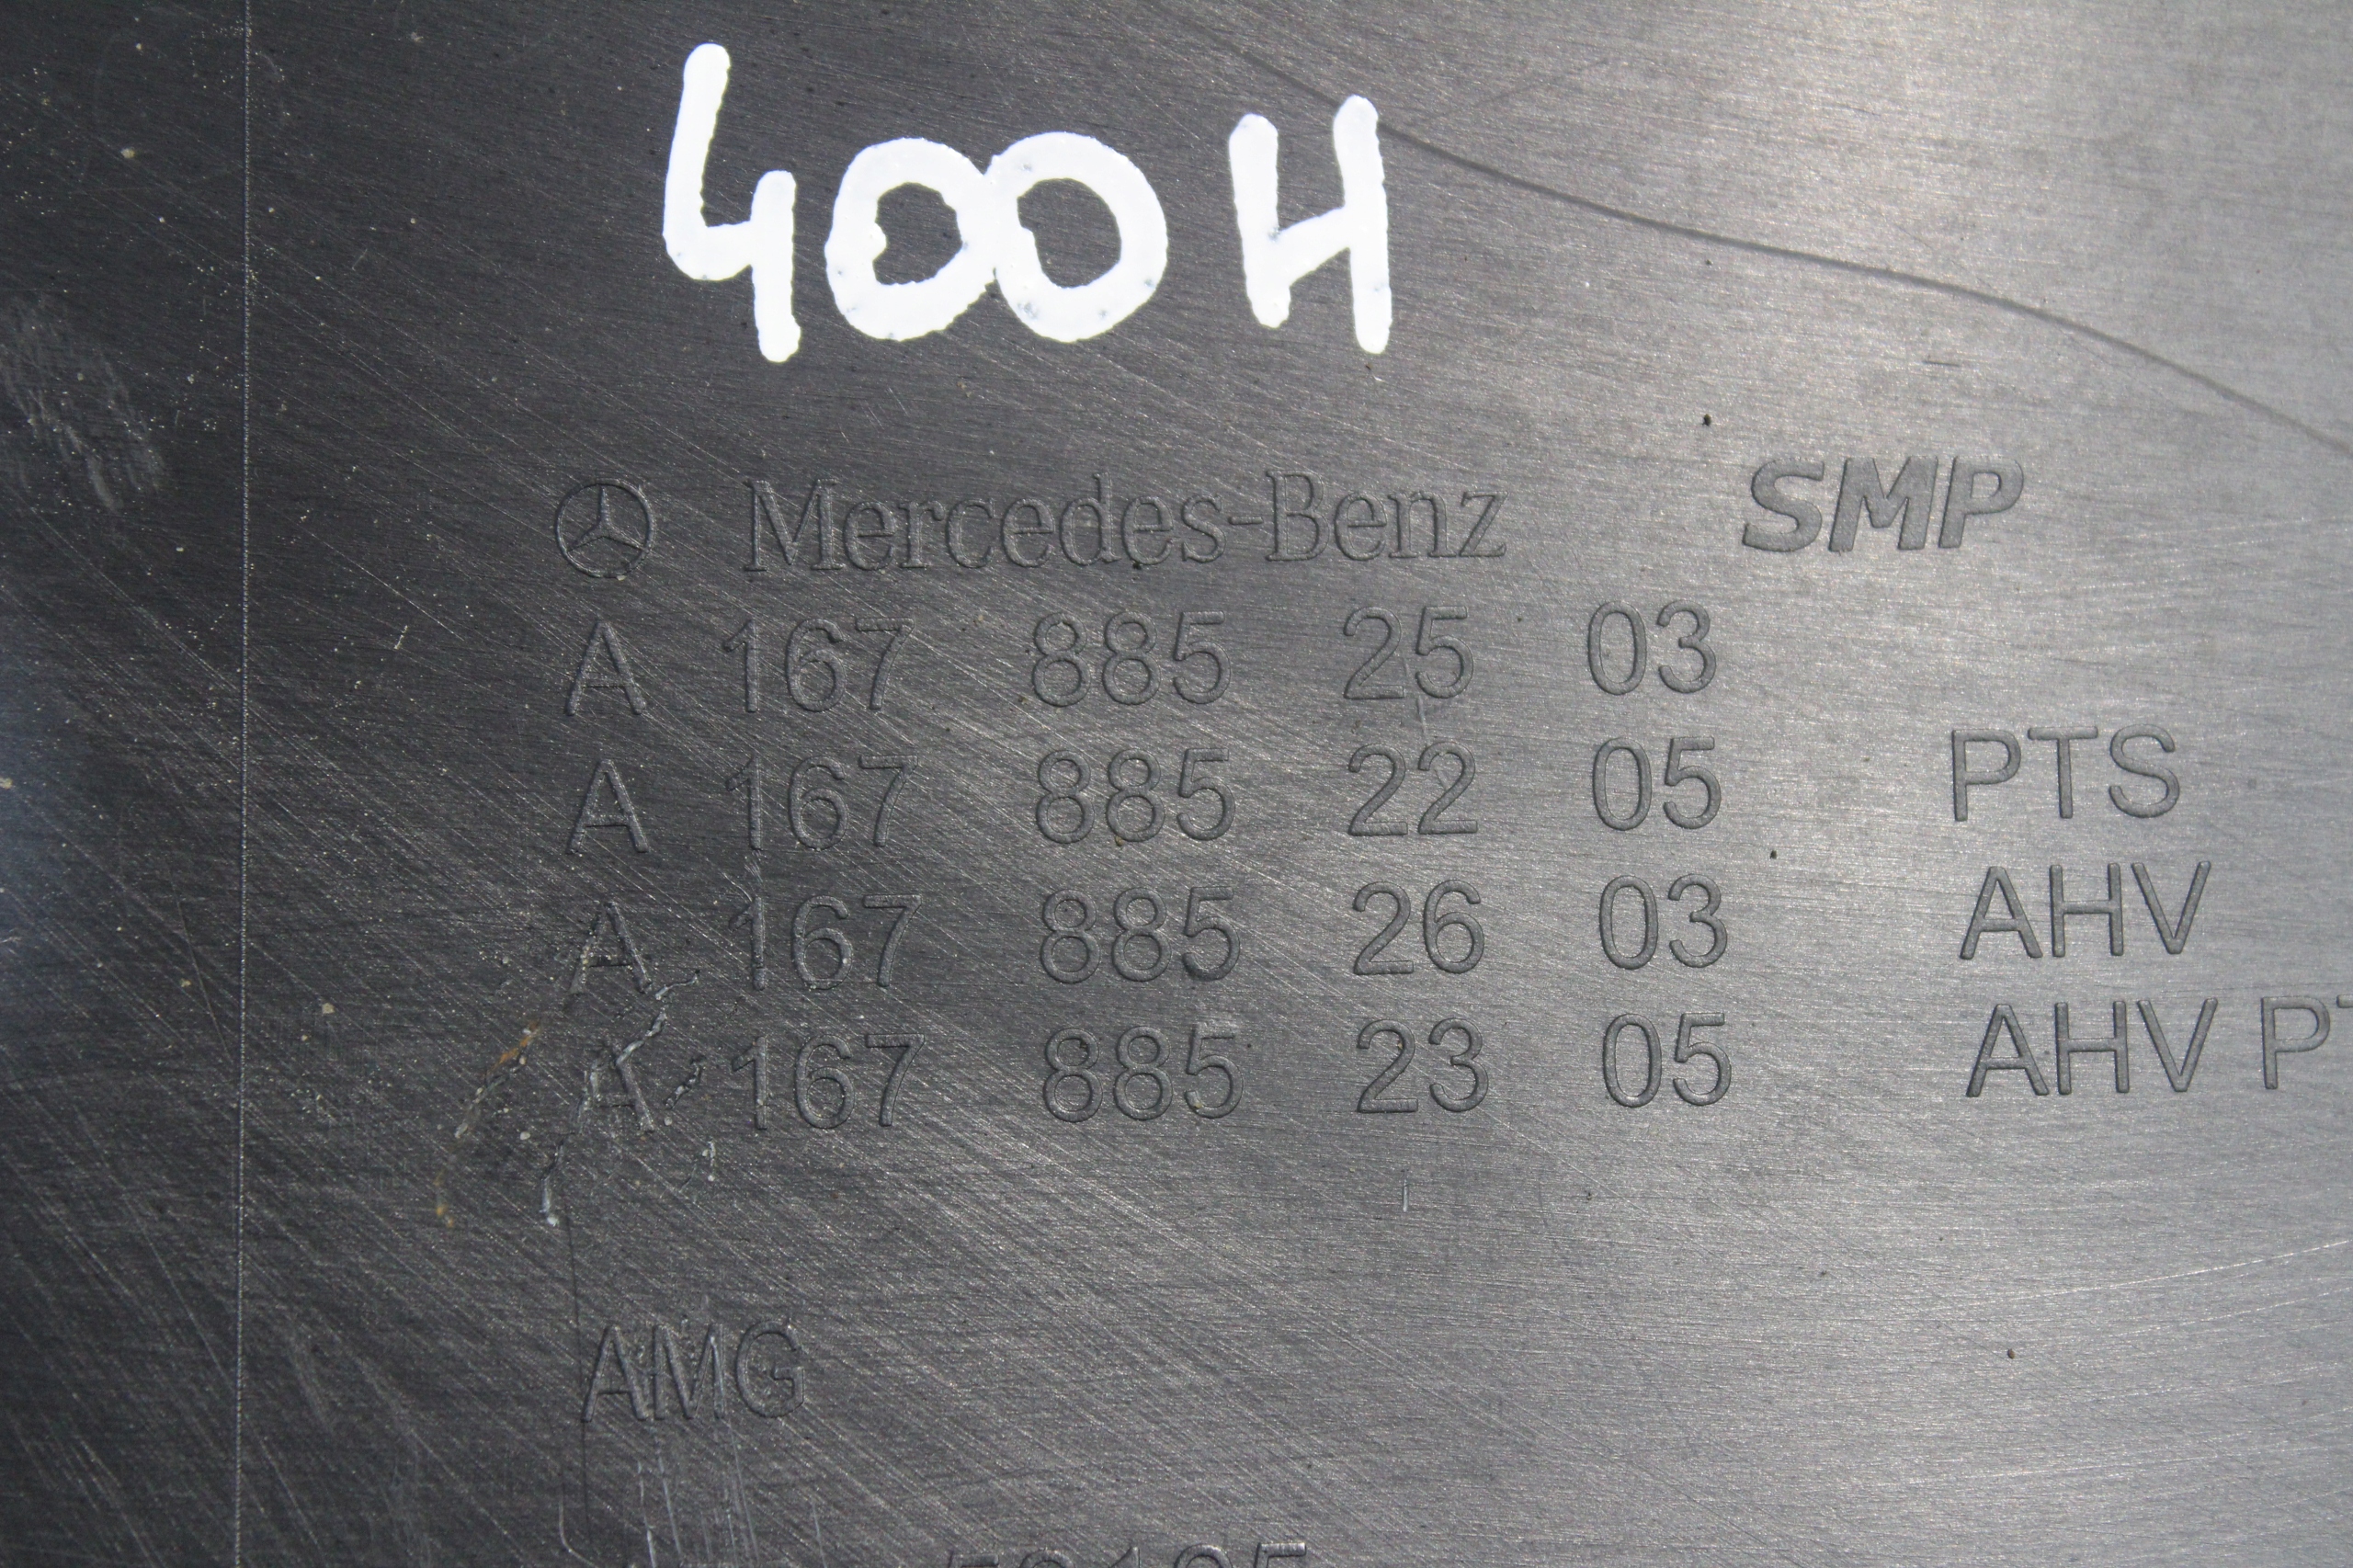 400 H
Mercedes-Benz SMP
A 167 885 25 03
A 167 885 22 05 PTS
A 167 885 26 03 AHV
A 167 885 23 05 AHV
AMG